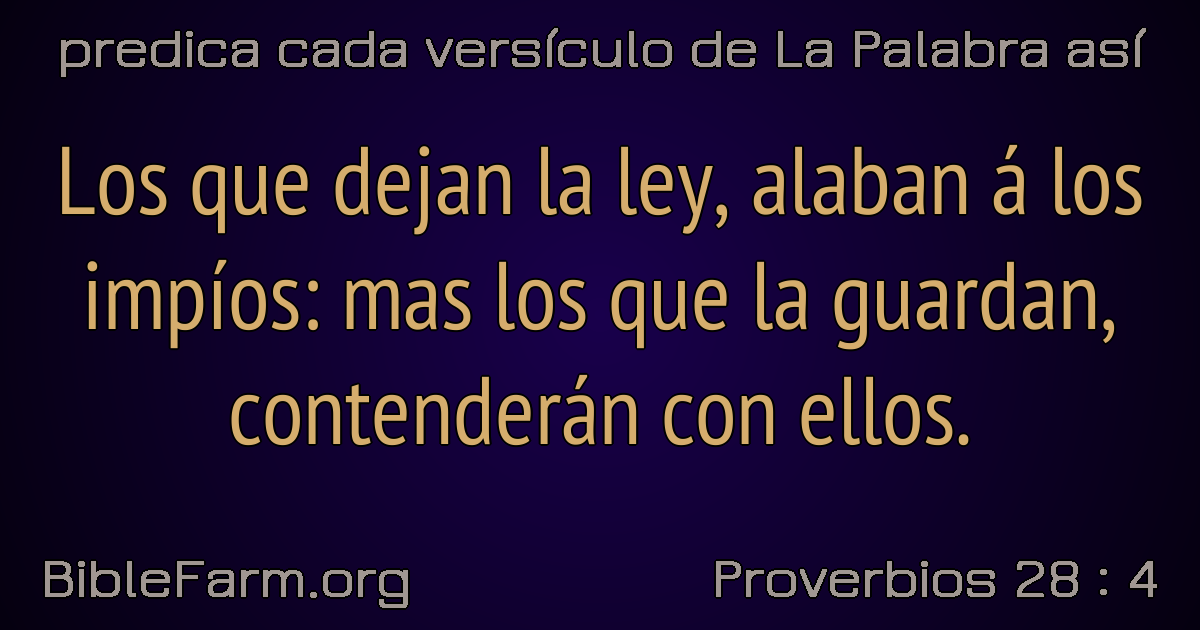 predica cada versículo de La Palabra así
Los que dejan la ley, alaban á los
impíos: mas los que la guardan,
contenderán con ellos.
BibleFarm.org
Proverbios 28 : 4